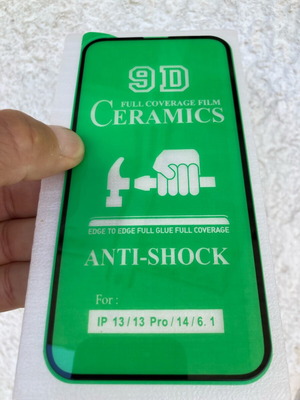 9D
FULL COVERAGE FILM
CERAMICS
EDGE TO EDGE FULL GLUE FULL COVERAGE
ANTI-SHOCK
For :
IP 13/13 Pro/14/6.1